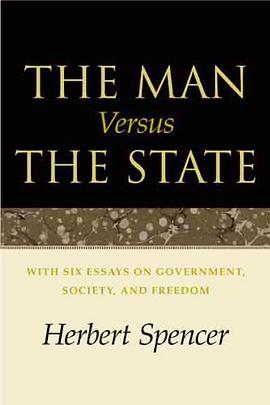 THE MAN
Versus
THE STATE
WITH SIX ESSAYS ON GOVERNMENT,
SOCIETY, AND FREEDOM
Herbert Spencer